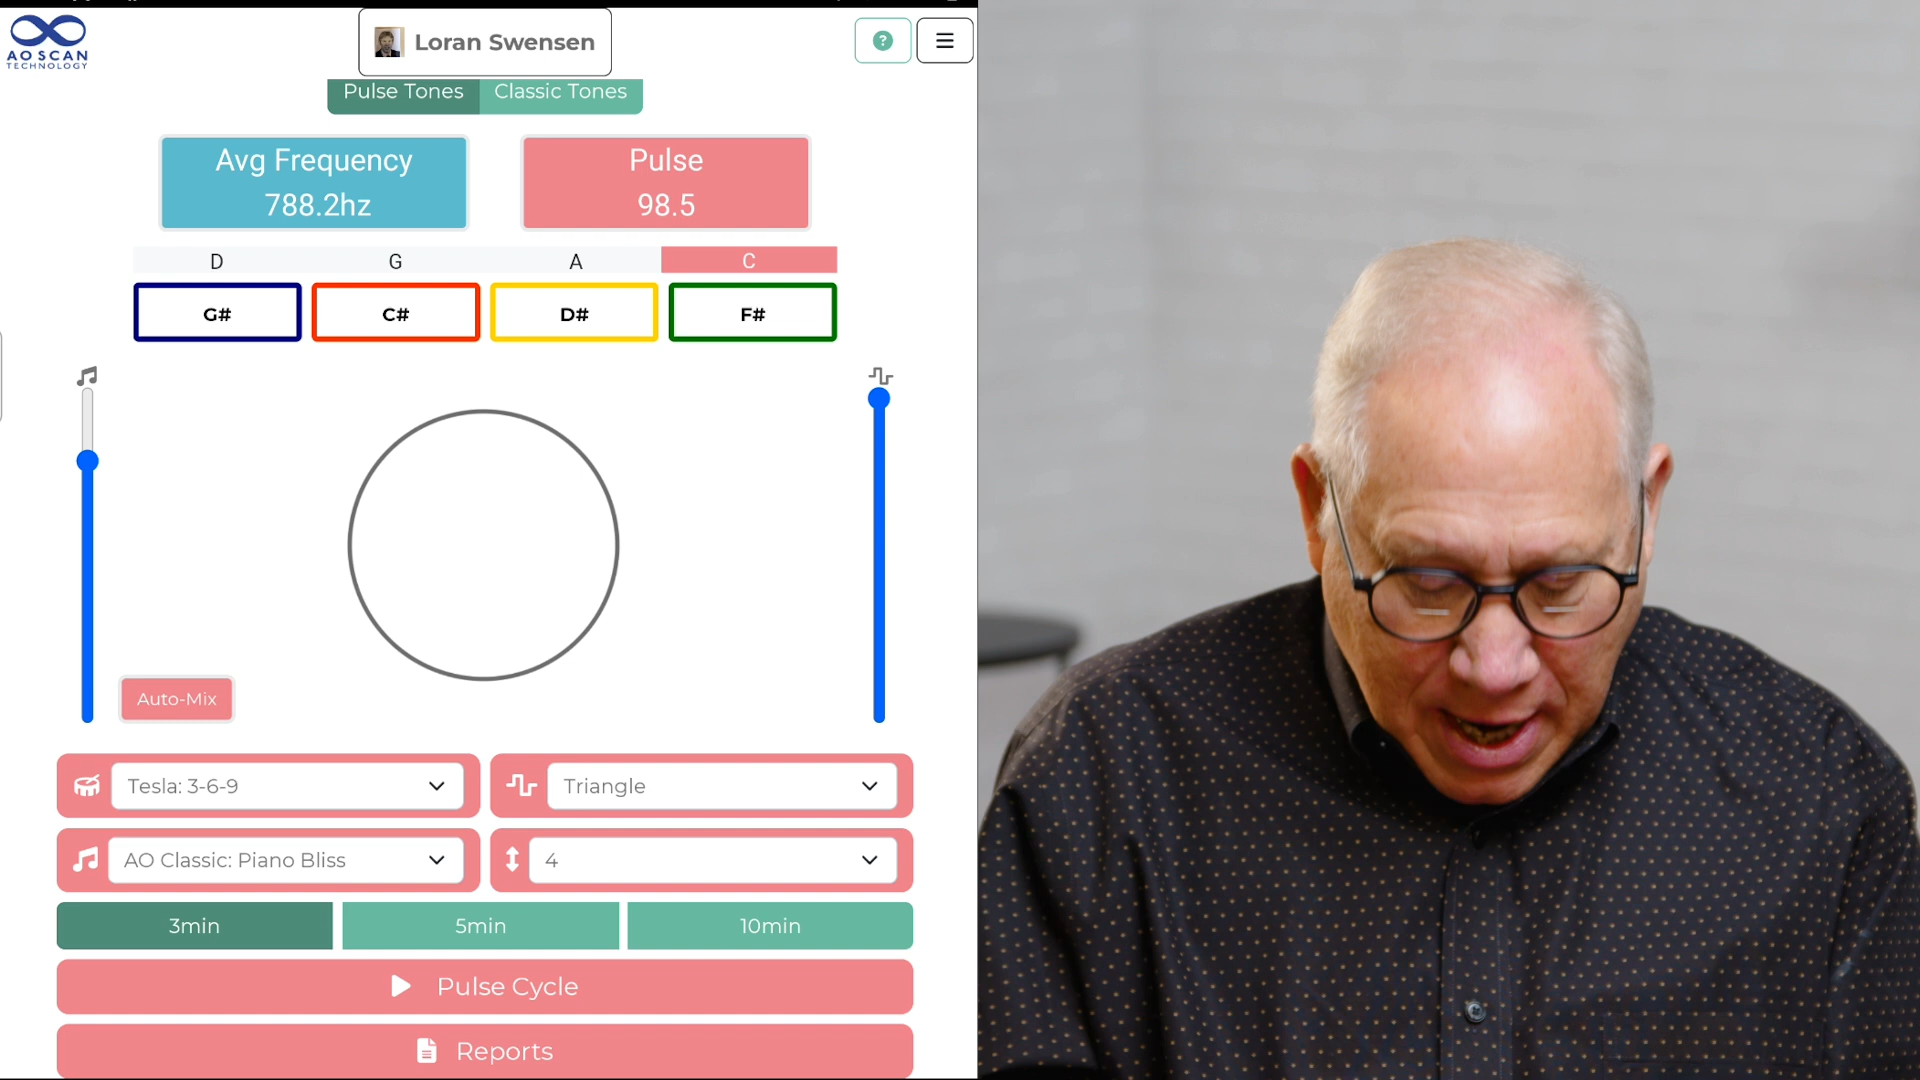 AO SCAN
TECHNOLOGY
Loran Swensen
?
Pulse Tones
Classic Tones
Avg Frequency
788.2hz
Pulse
98.5
D
G
A
C
G#
C#
D#
F#
Auto-Mix
Tesla: 3-6-9
Triangle
AO Classic: Piano Bliss
4
3min
5min
10min
Pulse Cycle
Reports